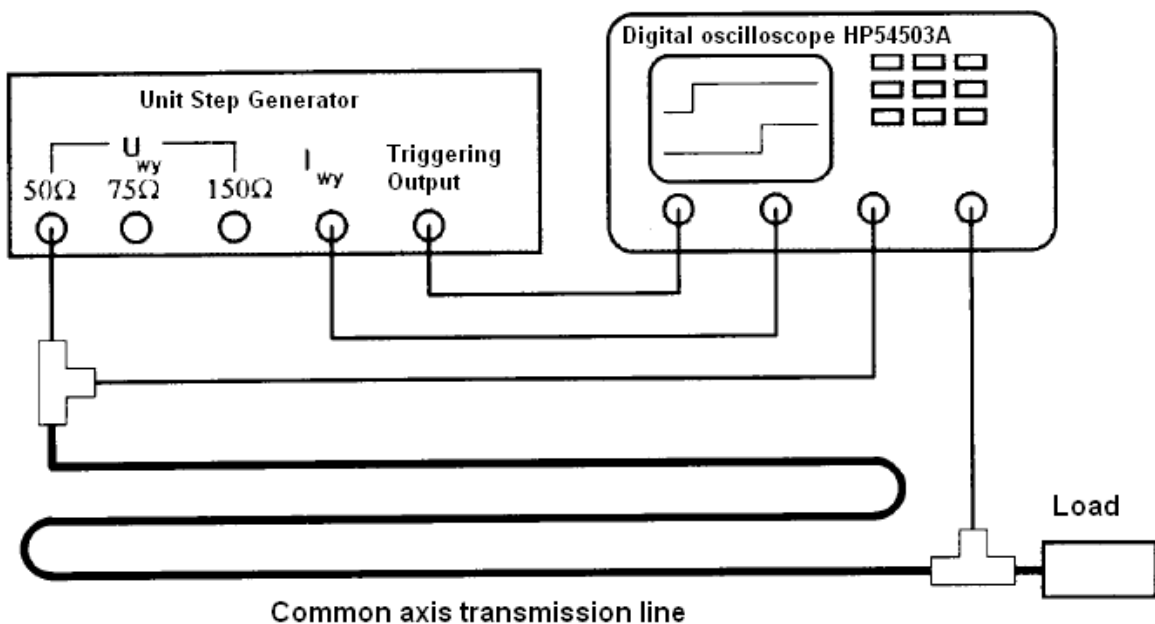 Digital oscilloscope HP54503A
Unit Step Generator
U wy
I wy
Triggering
Output
50Ω 75Ω 150Ω
Load
Common axis transmission line